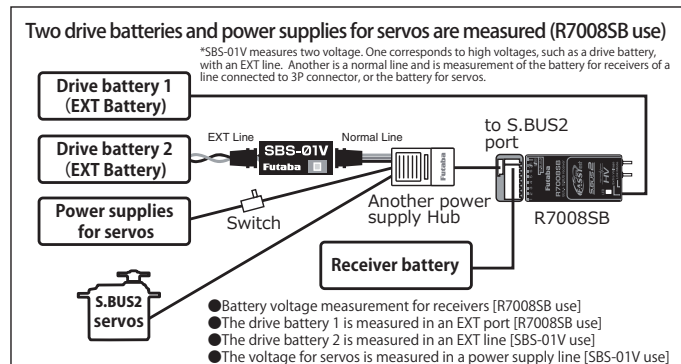 Two drive batteries and power supplies for servos are measured (R7008SB use)
*SBS-01V measures two voltage. One corresponds to high voltages, such as a drive battery,
with an EXT line. Another is a normal line and is measurement of the battery for receivers of a
line connected to 3P connector, or the battery for servos.
Drive battery 1
(EXT Battery)
Drive battery 2
(EXT Battery)
EXT Line
SBS-01V
Futaba
Normal Line
Futaba
to S.BUS2
port
Futaba
R7008SB
FASSTest
SBUS2
HV
R7008SB
Another power
supply Hub
Power supplies
for servos
Switch
Receiver battery
S.BUS2
servos
●Battery voltage measurement for receivers [R7008SB use]
●The drive battery 1 is measured in an EXT port [R7008SB use]
●The drive battery 2 is measured in an EXT line [SBS-01V use]
●The voltage for servos is measured in a power supply line [SBS-01V use]